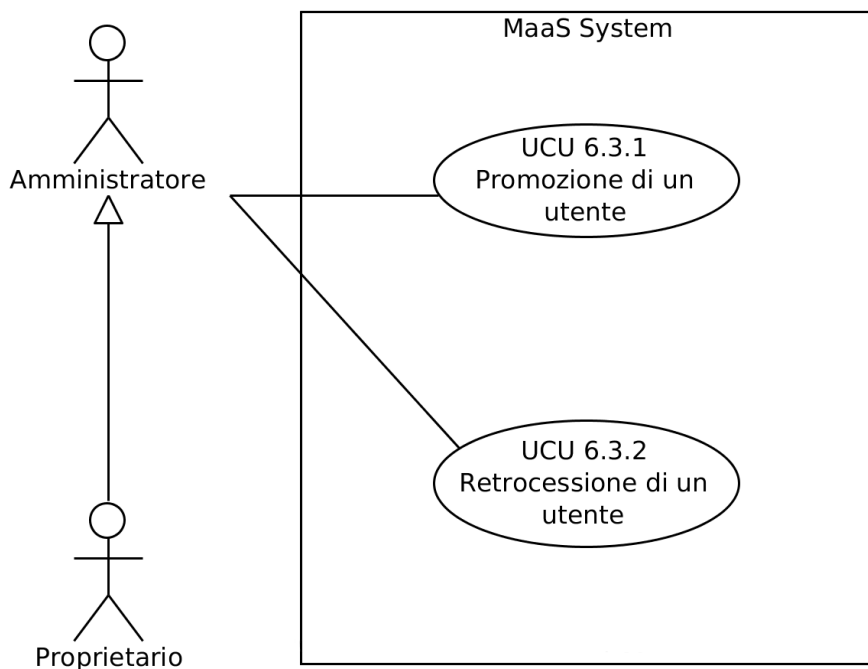 MaaS System
UCU 6.3.1
Promozione di un
utente
Amministratore
UCU 6.3.2
Retrocessione di un
utente
Proprietario